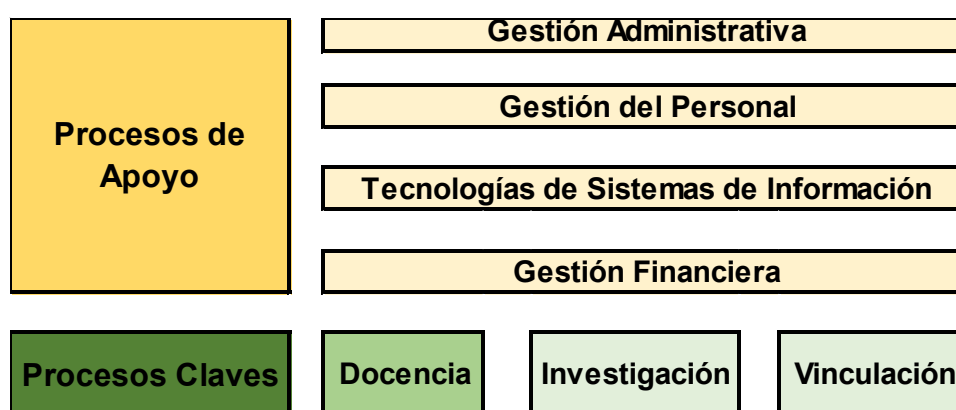 Gestión Administrativa
Gestión del Personal
Procesos de
Apoyo
Tecnologías de Sistemas de Información
Gestión Financiera
Procesos Claves
Docencia
Investigación
Vinculación